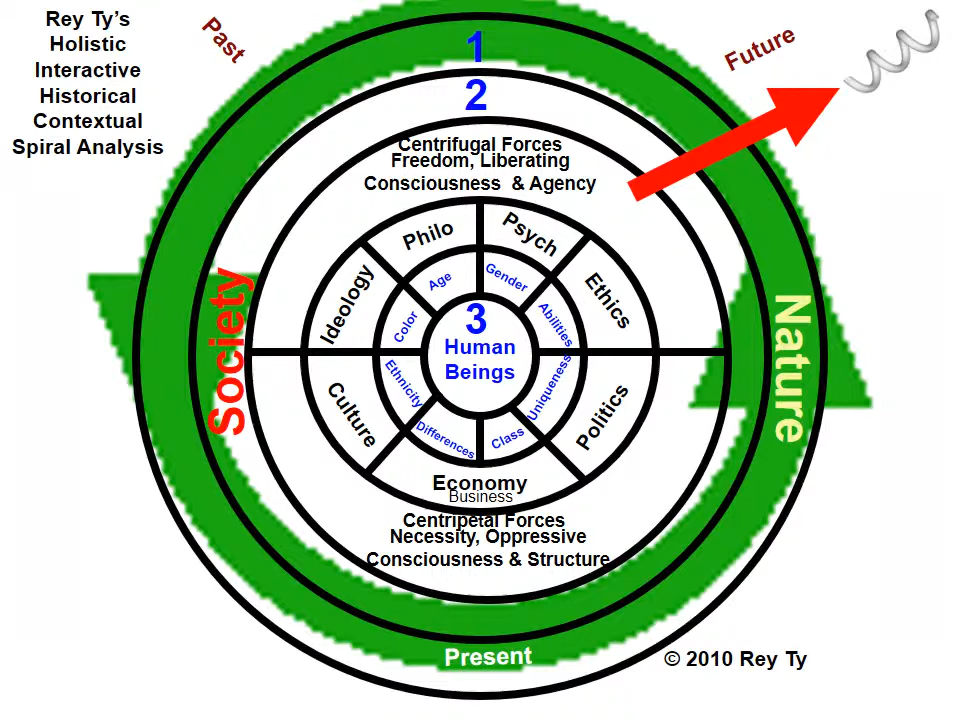 Rey Ty's
Holistic
Interactive
Historical
Contextual
Spiral Analysis
Past
Future
1
2
Centrifugal Forces
Freedom, Liberating
Consciousness & Agency
Philo
Psych
Ideology
Ethics
Age
Gender
Color
Abilities
3
Human
Beings
Society
Nature
Ethnicity
Uniqueness
Culture
Politics
Differences
Class
Economy
Business
Centripetal Forces
Necessity, Oppressive
Consciousness & Structure
Present
© 2010 Rey Ty